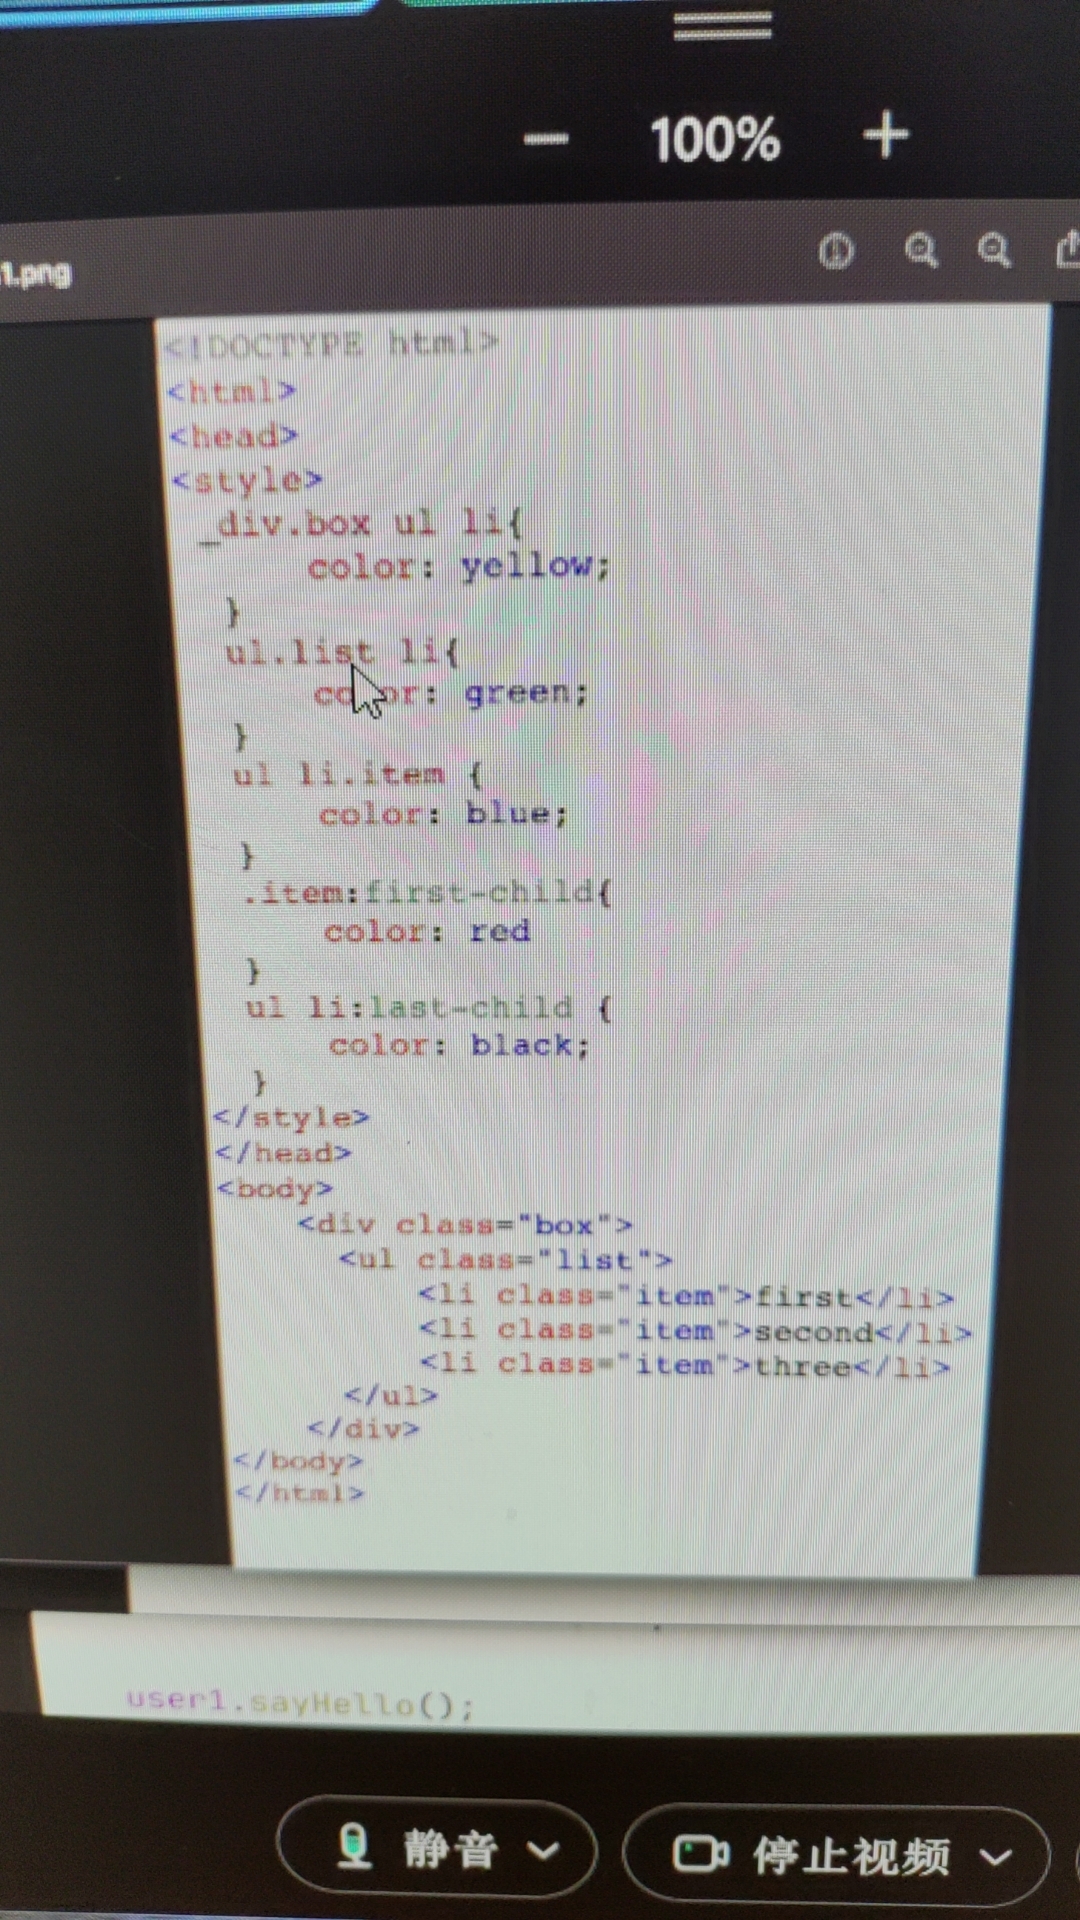 100%
1.png
<!DOCTYPE html>
<html>
<head>
<style>
_div.box ul li{
color: yellow;
}
ul.list li{
color: green;
}
ul li.item {
color: blue;
}
.item:first-child{
color: red
}
ul li:last-child {
color: black;
}
</style>
</head>
<body>
<div class="box">
<ul class="list">
<li class="item">first</li>
<li class="item">second</li>
<li class="item">three</li>
</ul>
</div>
</body>
</html>
user1.sayHello();
静音
停止视频